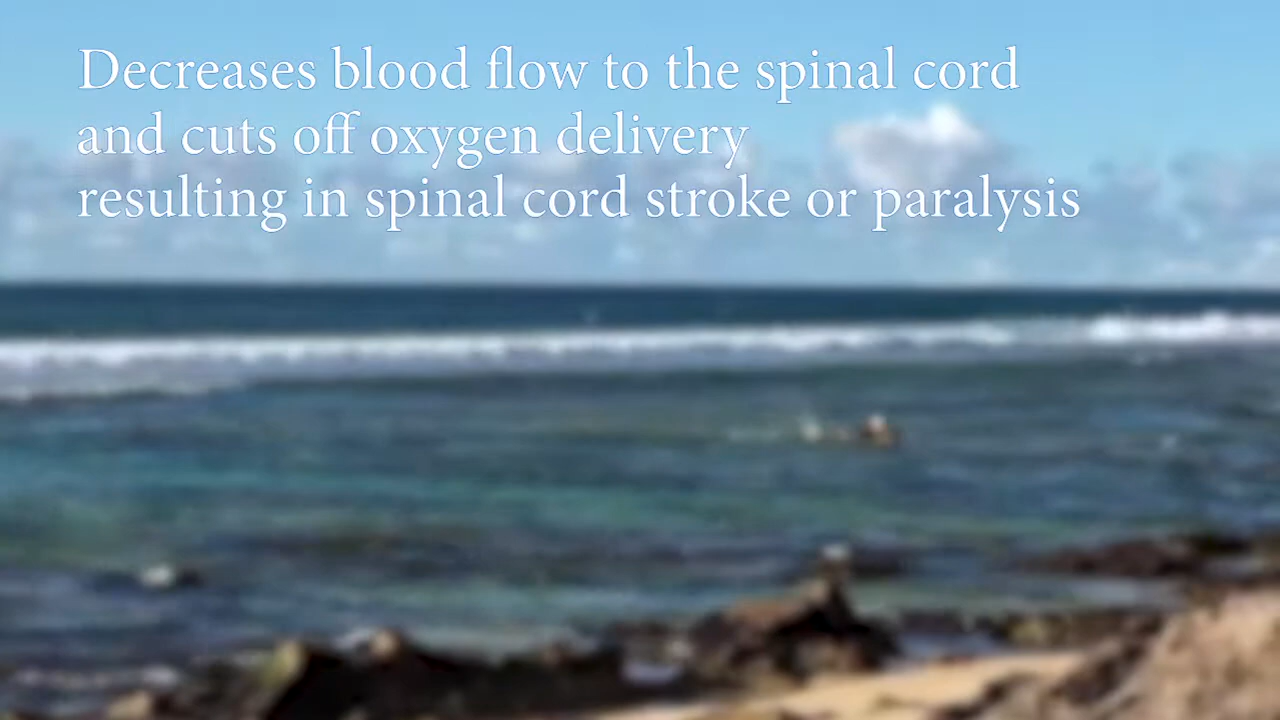 Decreases blood flow to the spinal cord
and cuts off oxygen delivery
resulting in spinal cord stroke or paralysis